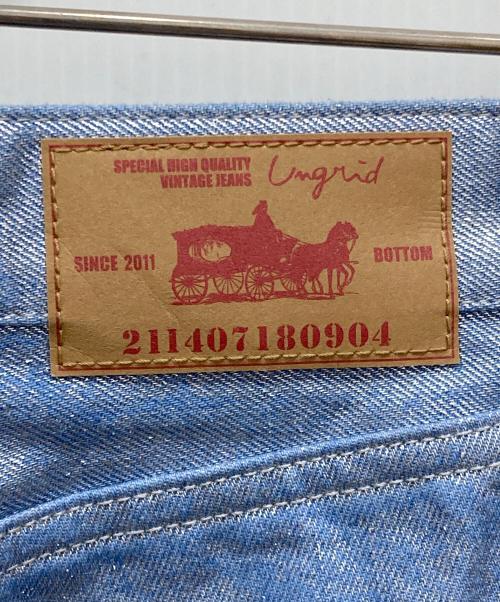 SPECIAL HIGH QUALITY
VINTAGE JEANS
Ungrid
SINCE 2011
BOTTOM
211407180904